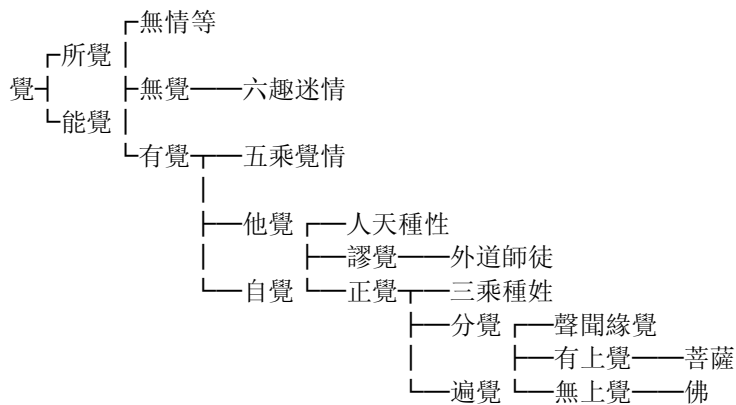 ┌無情等
┌所覺│
覺┤　　├無覺──六趣迷情
└能覺│
└有覺┬──五乘覺情
│
├──他覺┌──人天種性
│　　　├──謬覺──外道師徒
└──自覺└──正覺┬──三乘種姓
├──分覺┌──聲聞緣覺
│　　　├──有上覺──菩薩
└──遍覺└──無上覺──佛